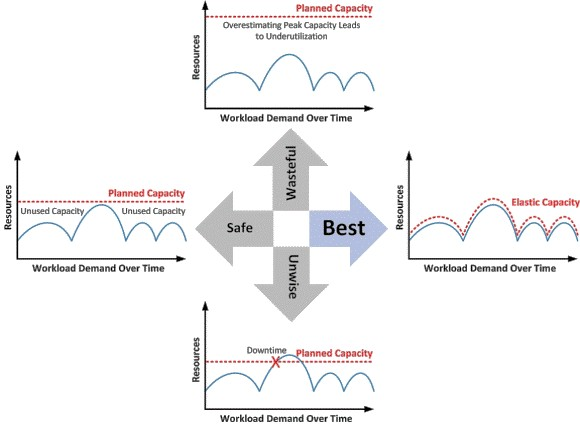 Planned Capacity
Overestimating Peak Capacity Leads
to Underutilization
Resources
Workload Demand Over Time
Planned Capacity
Unused Capacity
Unused Capacity
Resources
Workload Demand Over Time
Wasteful
Safe
Best
Unwise
Elastic Capacity
Resources
Workload Demand Over Time
Downtime
Planned Capacity
Resources
Workload Demand Over Time